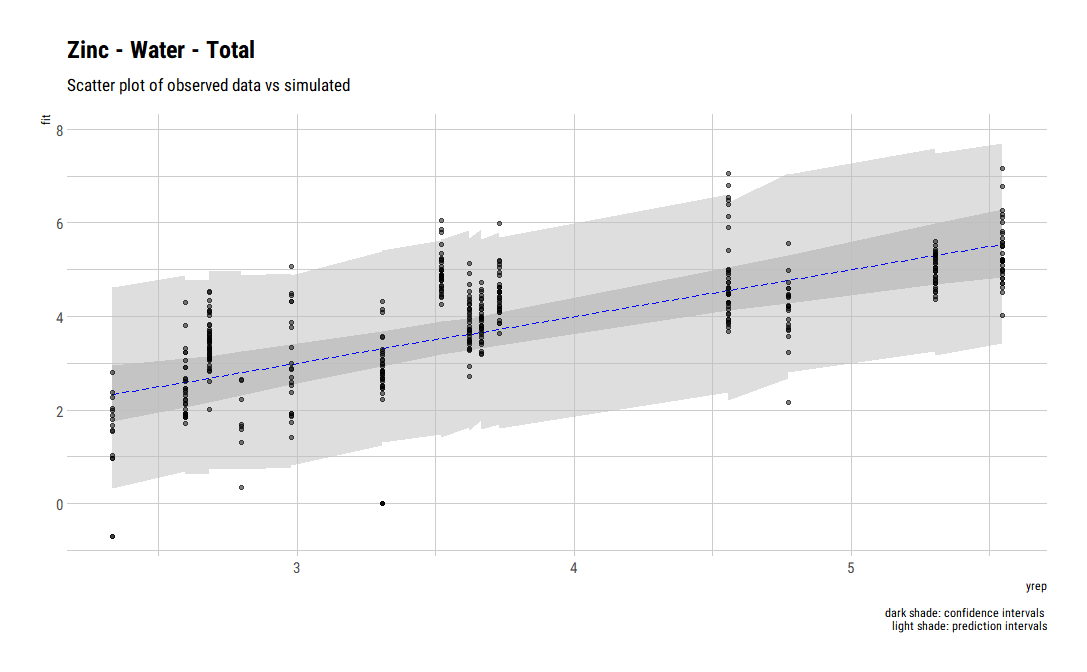 Zinc - Water - Total
Scatter plot of observed data vs simulated
fit
8
6
4
2
0
3
4
5
yrep
dark shade: confidence intervals
light shade: prediction intervals